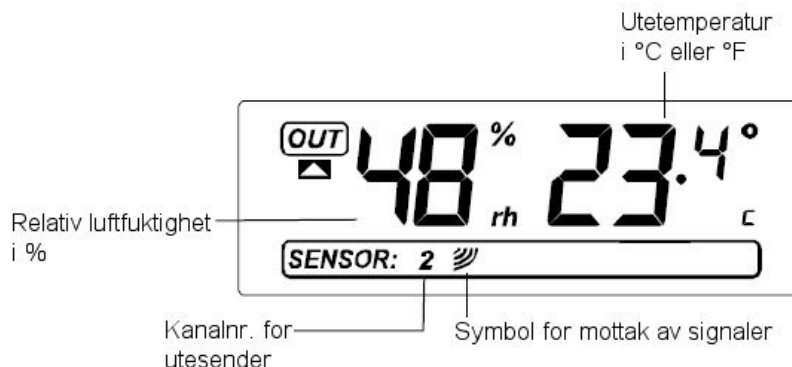 Utetemperatur
i °C eller °F
OUT 48 % rh 23.4° c
Relativ luftfuktighet
i %
SENSOR: 2
Kanalnr. for
utesender
Symbol for mottak av signaler